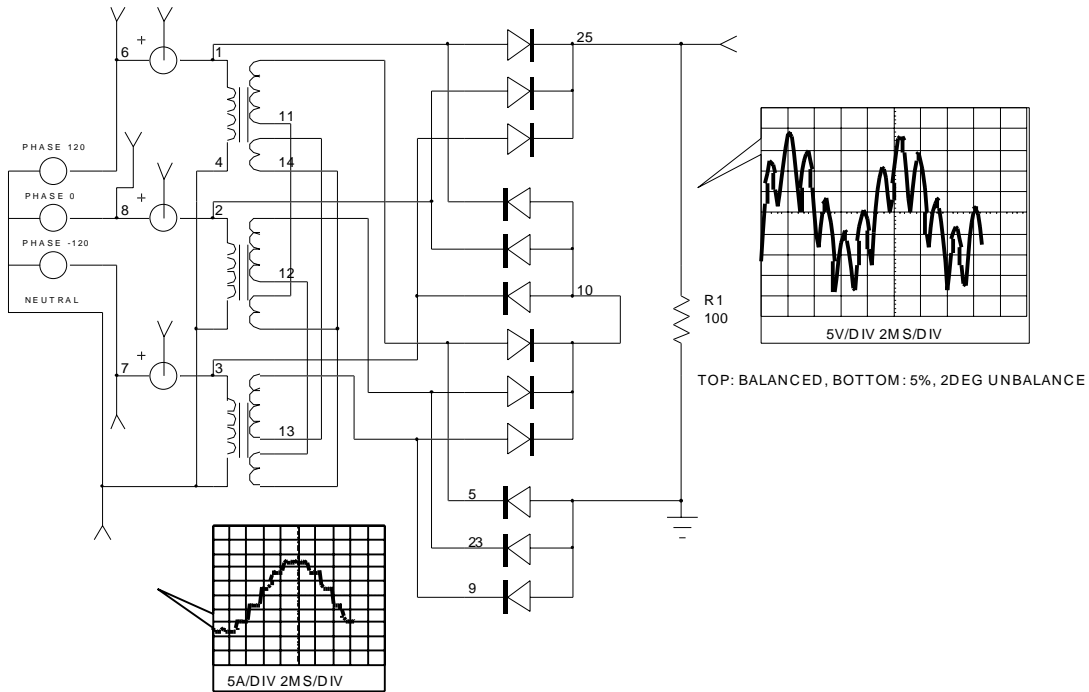 25
+
+
6
1
11
PHASE 120
4
14
PHASE 0
+
8
2
PHASE -120
12
10
NEUTRAL
R1
100
5V/DIV 2MS/DIV
+
7
3
TOP: BALANCED, BOTTOM: 5%, 2DEG UNBALANCE
13
5
23
9
5A/DIV 2MS/DIV